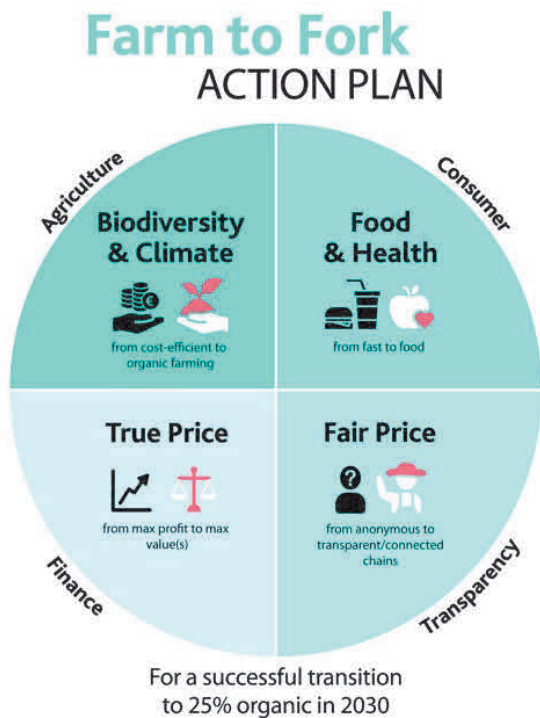 Farm to Fork
ACTION PLAN
Agriculture
Consumer
Biodiversity
& Climate
€
from cost-efficient to
organic farming
Food
& Health
from fast to food
True Price
from max profit to max
value(s)
Fair Price
?
from anonymous to
transparent/connected
chains
Finance
Transparency
For a successful transition
to 25% organic in 2030